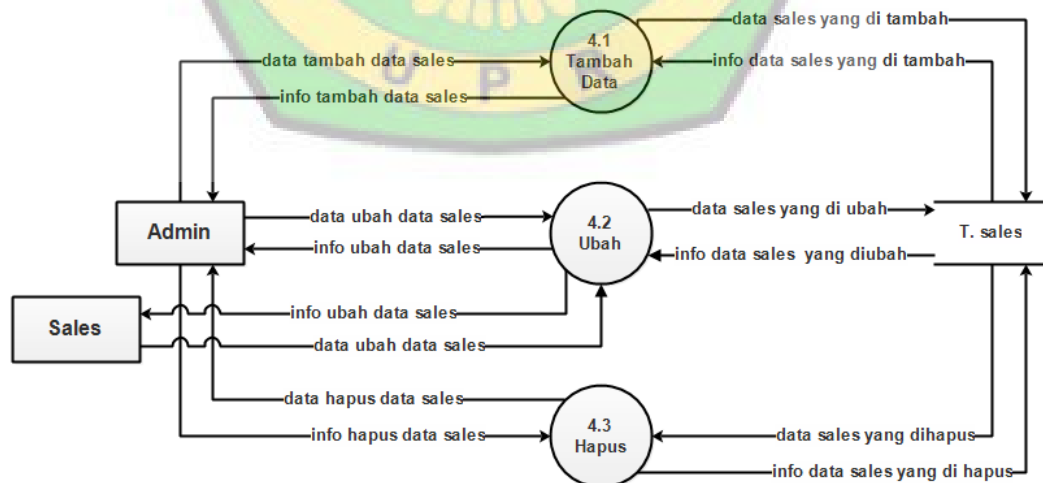 data sales yang di tambah
4.1
Tambah
Data
data tambah data sales
info data sales yang di tambah
info tambah data sales
U P R
Admin
data ubah data sales
4.2
Ubah
data sales yang di ubah
T. sales
info ubah data sales
info data sales yang diubah
Sales
info ubah data sales
data ubah data sales
data hapus data sales
4.3
Hapus
info hapus data sales
data sales yang dihapus
info data sales yang di hapus